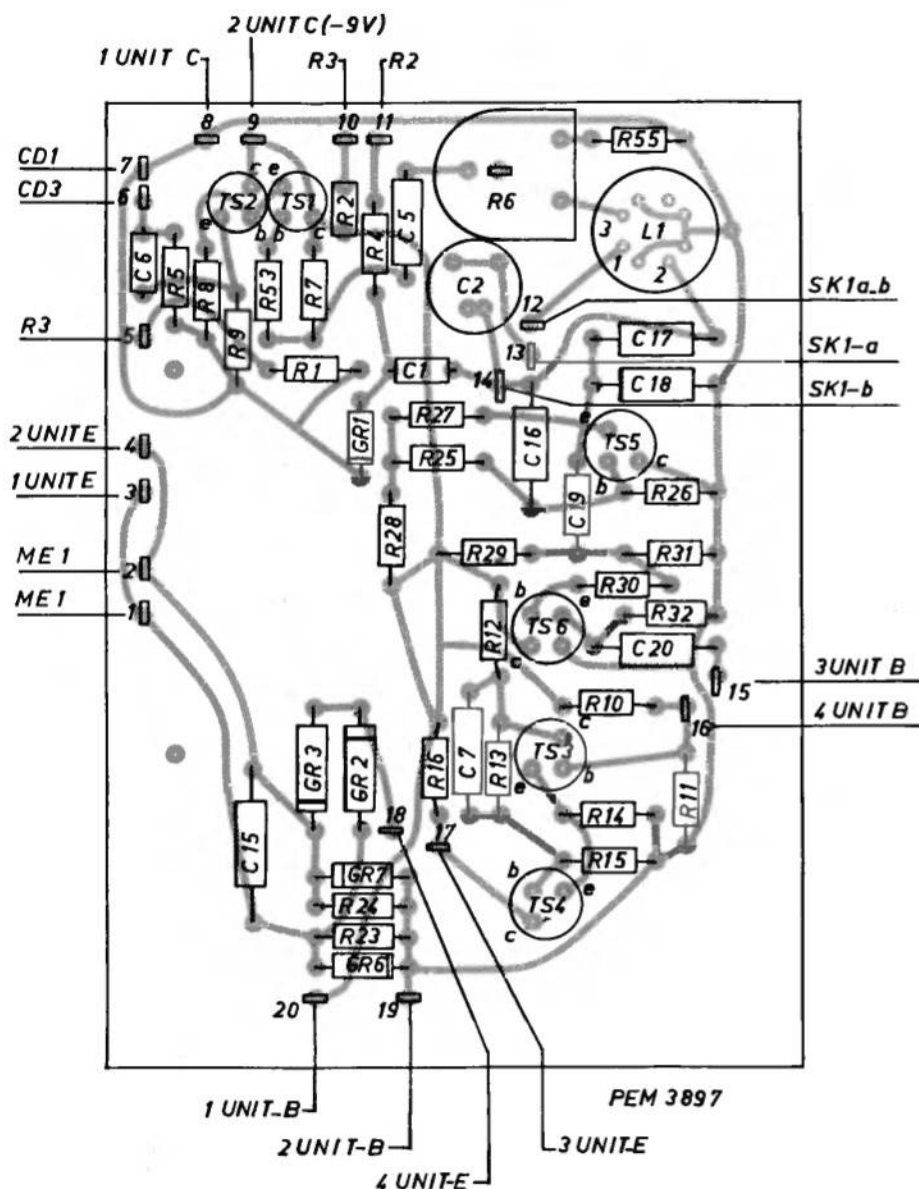 2 UNIT C (-9V)
1 UNIT C
R3
R2
8
9
10
11
CD1
7
R55
CD3
6
c
e
TS2
TS1
R2
R4
C5
R6
3
L1
e
b
b
c
1
2
C6
R5
R8
R53
R7
C2
12
SK1a_b
R3
5
R9
13
C17
SK1-a
R1
C1
14
C18
SK1-b
R27
e
2 UNIT E
4
GR1
C16
TS5
R25
c
1 UNIT E
3
b
R26
C19
R28
R29
R31
ME 1
2
b
e
R30
ME 1
1
R12
TS6
R32
c
C20
15
3 UNIT B
R10
16
4 UNIT B
c
GR3
GR2
R16
C7
R13
TS3
b
e
R11
18
17
R14
C15
R15
GR7
b
e
R24
TS4
R23
c
GR6
20
19
PEM 3897
1 UNIT_B
2 UNIT-B
3 UNIT-E
4 UNIT-E